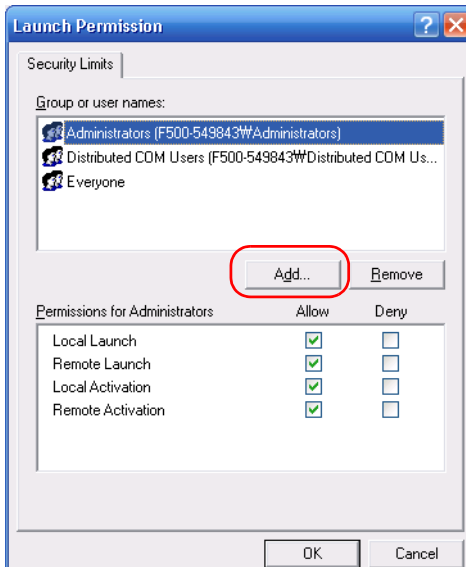 Launch Permission
Security Limits
Group or user names:
Administrators (F500-549843₩Administrators)
Distributed COM Users (F500-549843₩Distributed COM Us...
Everyone
Add... Remove
Permissions for Administrators Allow Deny
Local Launch
Remote Launch
Local Activation
Remote Activation
OK Cancel